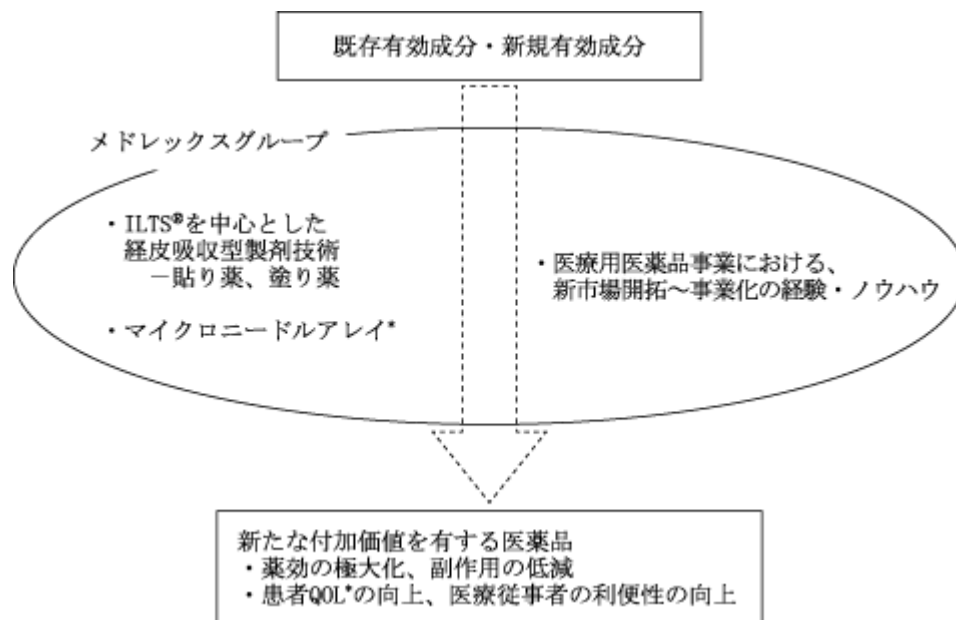 既存有効成分・新規有効成分
メドレックスグループ
・ILTS®を中心とした
経皮吸収型製剤技術
－貼り薬、塗り薬
・マイクロニードルアレイ*
・医療用医薬品事業における、
新市場開拓～事業化の経験・ノウハウ
新たな付加価値を有する医薬品
・薬効の極大化、副作用の低減
・患者QOL*の向上、医療従事者の利便性の向上